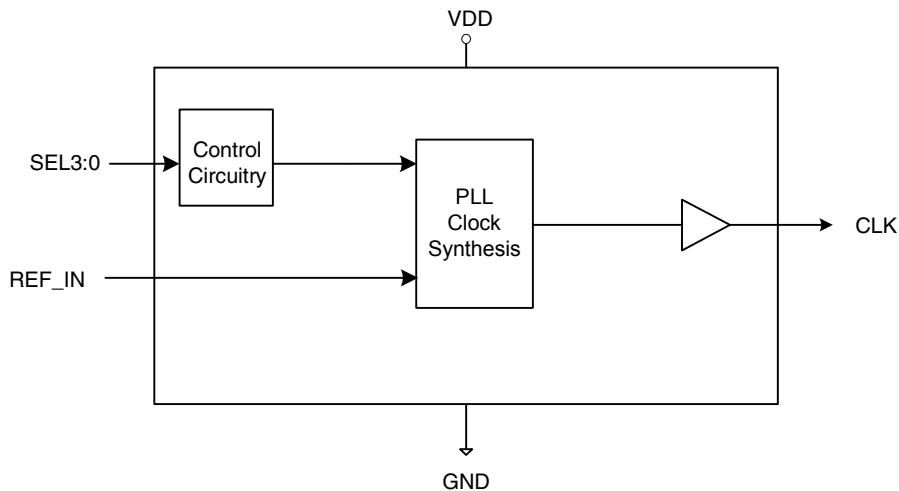 VDD
SEL3:0
Control
Circuitry
PLL
Clock
Synthesis
CLK
REF_IN
GND